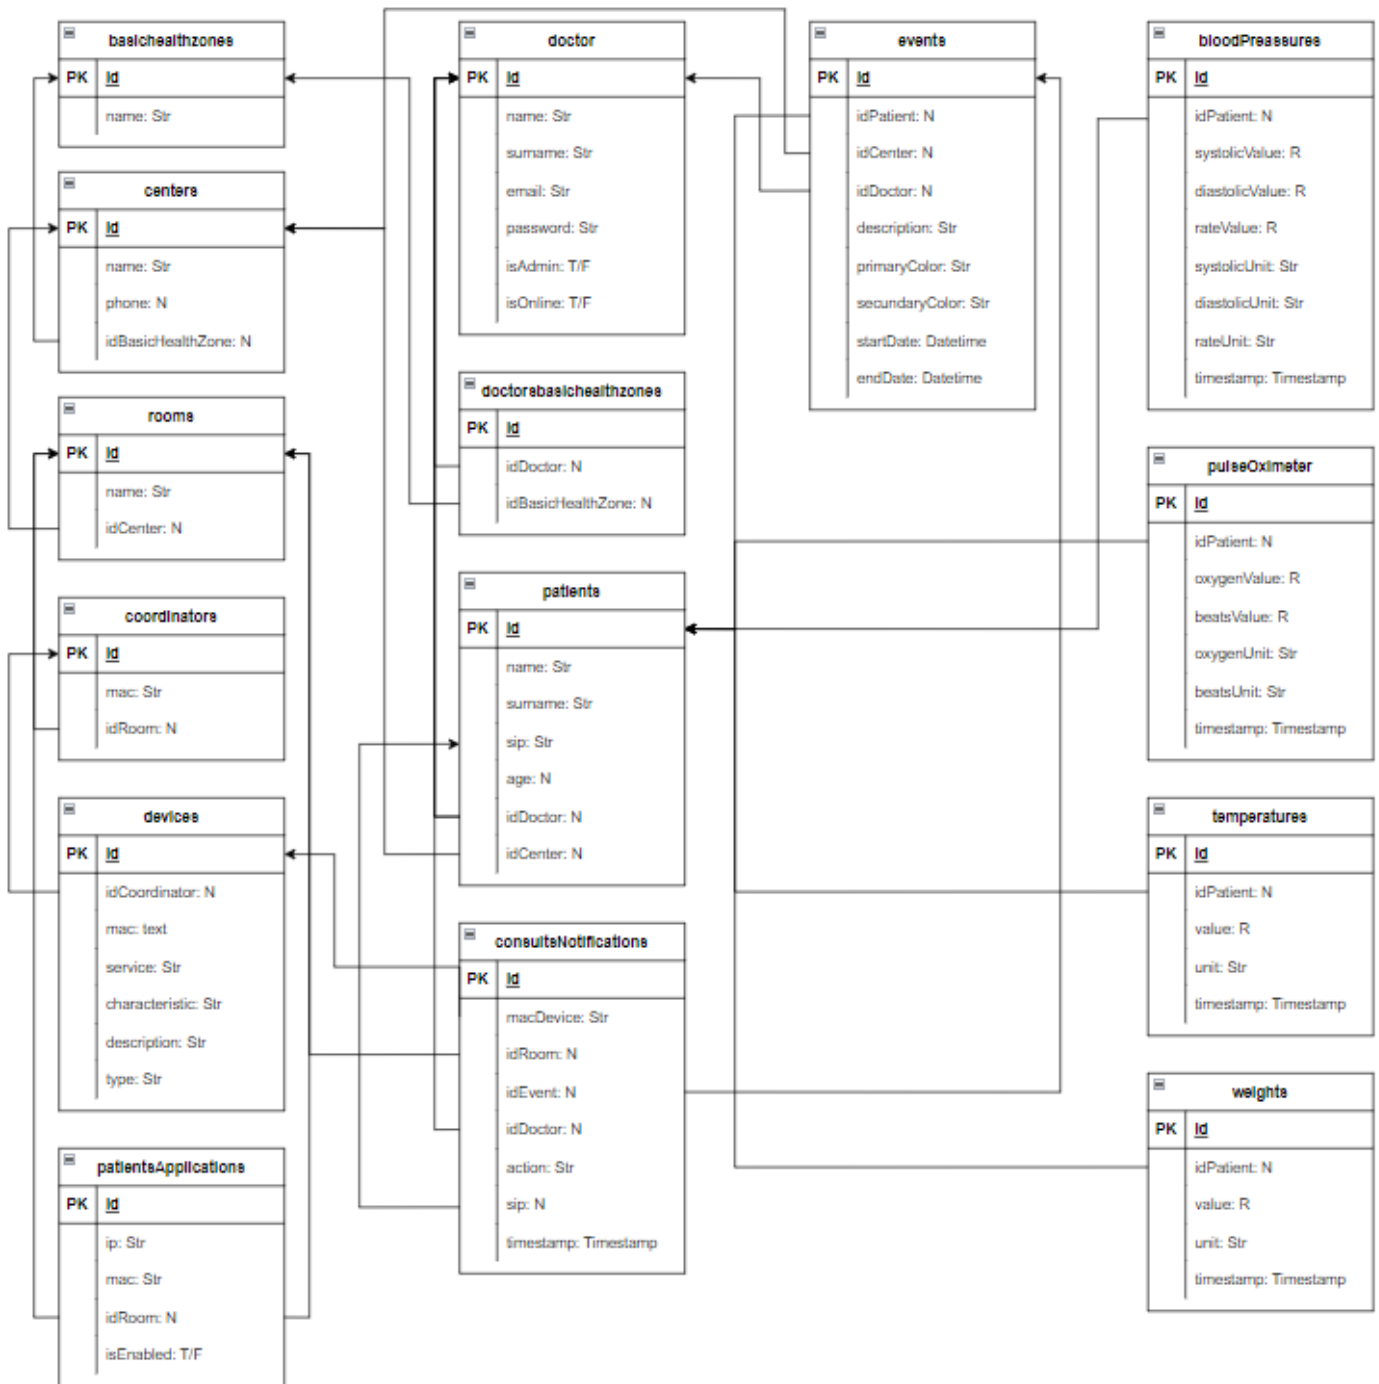 basichealthzones
PK Id
name: Str
centers
PK Id
name: Str
phone: N
idBasicHealthZone: N
rooms
PK Id
name: Str
idCenter: N
coordinators
PK Id
mac: Str
idRoom: N
devices
PK Id
idCoordinator: N
mac: text
service: Str
characteristic: Str
description: Str
type: Str
patientsApplications
PK Id
ip: Str
mac: Str
idRoom: N
isEnabled: T/F
doctor
PK Id
name: Str
surname: Str
email: Str
password: Str
isAdmin: T/F
isOnline: T/F
doctorsbasichealthzones
PK Id
idDoctor: N
idBasicHealthZone: N
patients
PK Id
name: Str
surname: Str
sip: Str
age: N
idDoctor: N
idCenter: N
consultsNotifications
PK Id
macDevice: Str
idRoom: N
idEvent: N
idDoctor: N
action: Str
sip: N
timestamp: Timestamp
events
PK Id
idPatient: N
idCenter: N
idDoctor: N
description: Str
primaryColor: Str
secundaryColor: Str
startDate: Datetime
endDate: Datetime
bloodPreassures
PK Id
idPatient: N
systolicValue: R
diastolicValue: R
rateValue: R
systolicUnit: Str
diastolicUnit: Str
rateUnit: Str
timestamp: Timestamp
pulseOximeter
PK Id
idPatient: N
oxygenValue: R
beatsValue: R
oxygenUnit: Str
beatsUnit: Str
timestamp: Timestamp
temperatures
PK Id
idPatient: N
value: R
unit: Str
timestamp: Timestamp
weights
PK Id
idPatient: N
value: R
unit: Str
timestamp: Timestamp